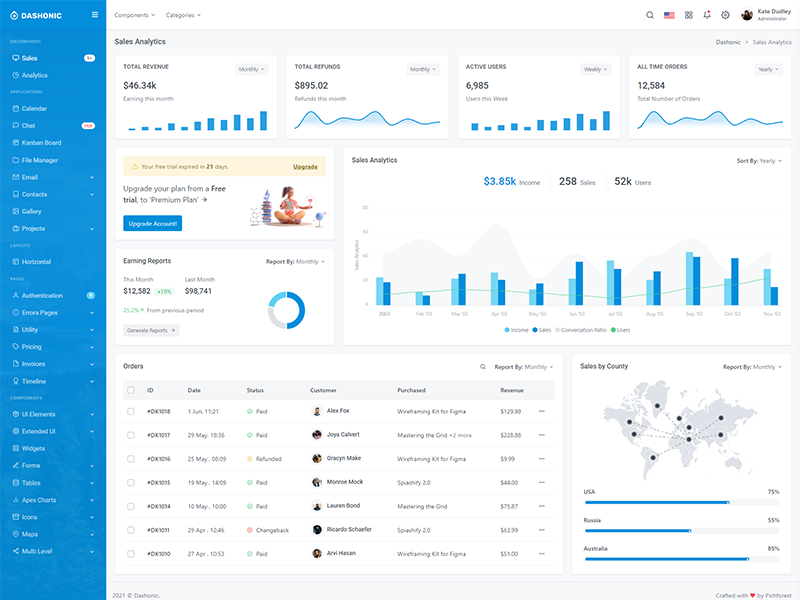 DASHONIC
Components
Categories
Kate Dudley
Administrator
DASHBOARDS
Sales
5+
Analytics
APPLICATIONS
Calendar
Chat
Hot
Kanban Board
File Manager
Email
Contacts
Gallery
Projects
LAYOUTS
Horizontal
PAGES
Authentication
Errors Pages
Utility
Pricing
Invoices
Timeline
COMPONENTS
UI Elements
Extended UI
Widgets
Forms
Tables
Apex Charts
Icons
Maps
Multi Level
Sales Analytics
Dashonic > Sales Analytics
TOTAL REVENUE
Monthly
$46.34k
Earning this month
TOTAL REFUNDS
Monthly
$895.02
Refunds this month
ACTIVE USERS
Weekly
6,985
Users this Week
ALL TIME ORDERS
Yearly
12,584
Total Number of Orders
Your free trial expired in 21 days.
Upgrade
Upgrade your plan from a Free
trial, to 'Premium Plan' →
Upgrade Account!
Earning Reports
Report By: Monthly
This Month
Last Month
$12,582 +15%
$98,741
25.2% ↑ From previous period
Generate Reports →
Sales Analytics
Sort By: Yearly
$3.85k Income
258 Sales
52k Users
Sales Analytics
80
60
40
20
0
2003
Feb '03
Mar '03
Apr '03
May '03
Jun '03
Jul '03
Aug '03
Sep '03
Oct '03
Nov '03
Income
Sales
Conversation Ratio
Users
Orders
Report By: Monthly
ID Date Status Customer Purchased Revenue
#DK1018 1 Jun, 11:21 Paid Alex Fox Wireframing Kit for Figma $129.99
#DK1017 29 May, 18:36 Paid Joya Calvert Mastering the Grid +2 more $228.88
#DK1016 25 May , 08:09 Refunded Gracyn Make Wireframing Kit for Figma $9.99
#DK1015 19 May , 14:09 Paid Monroe Mock Spiashify 2.0 $44.00
#DK1014 10 May , 10:00 Paid Lauren Bond Mastering the Grid $75.87
#DK1011 29 Apr , 12:46 Changeback Ricardo Schaefer Spiashify 2.0 $63.99
#DK1010 27 Apr , 10:53 Paid Arvi Hasan Wireframing Kit for Figma $51.00
Sales by County
Report By: Monthly
USA 75%
Russia 55%
Australia 85%
2021 © Dashonic.
Crafted with ❤ by Pichforest